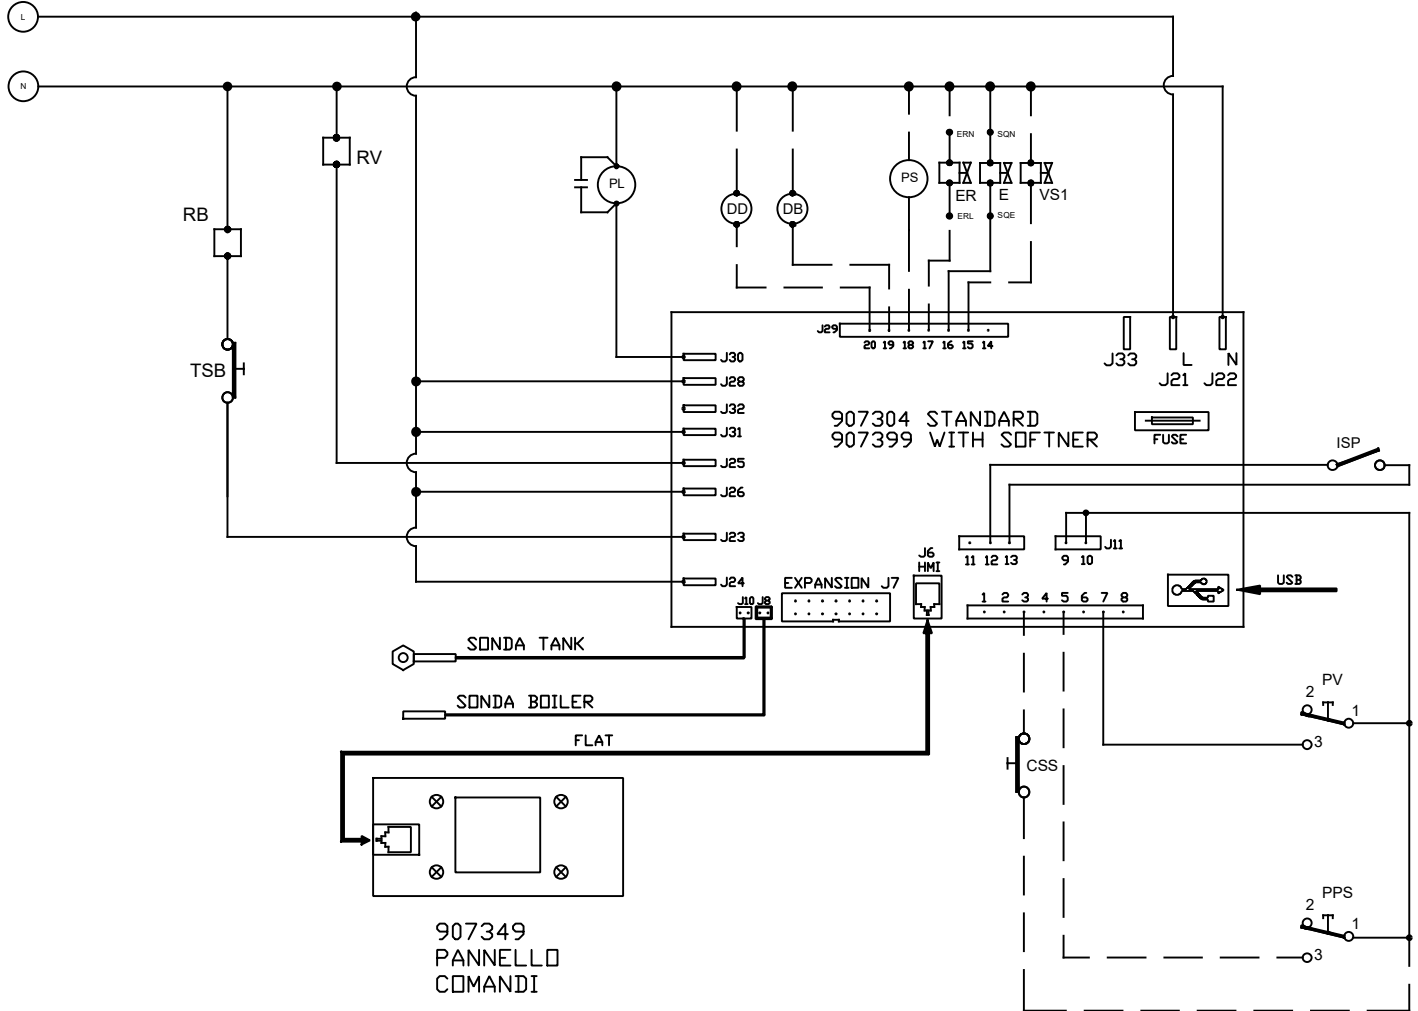 L
N
RV
RB
TSB
PL
DD
DB
PS
ERN
SQN
ER
E
VS1
ERL
SQE
J29
20 19 18 17 16 15 14
J33
L
N
J21
J22
J30
J28
J32
J31
J25
J26
J23
J24
907304 STANDARD
907399 WITH SOFTNER
FUSE
ISP
11 12 13
9 10
J11
J6
HMI
EXPANSION J7
J10 J8
1 2 3 4 5 6 7 8
USB
SONDA TANK
SONDA BOILER
FLAT
CSS
PV
2
1
3
PPS
2
1
3
907349
PANNELLO
COMANDI